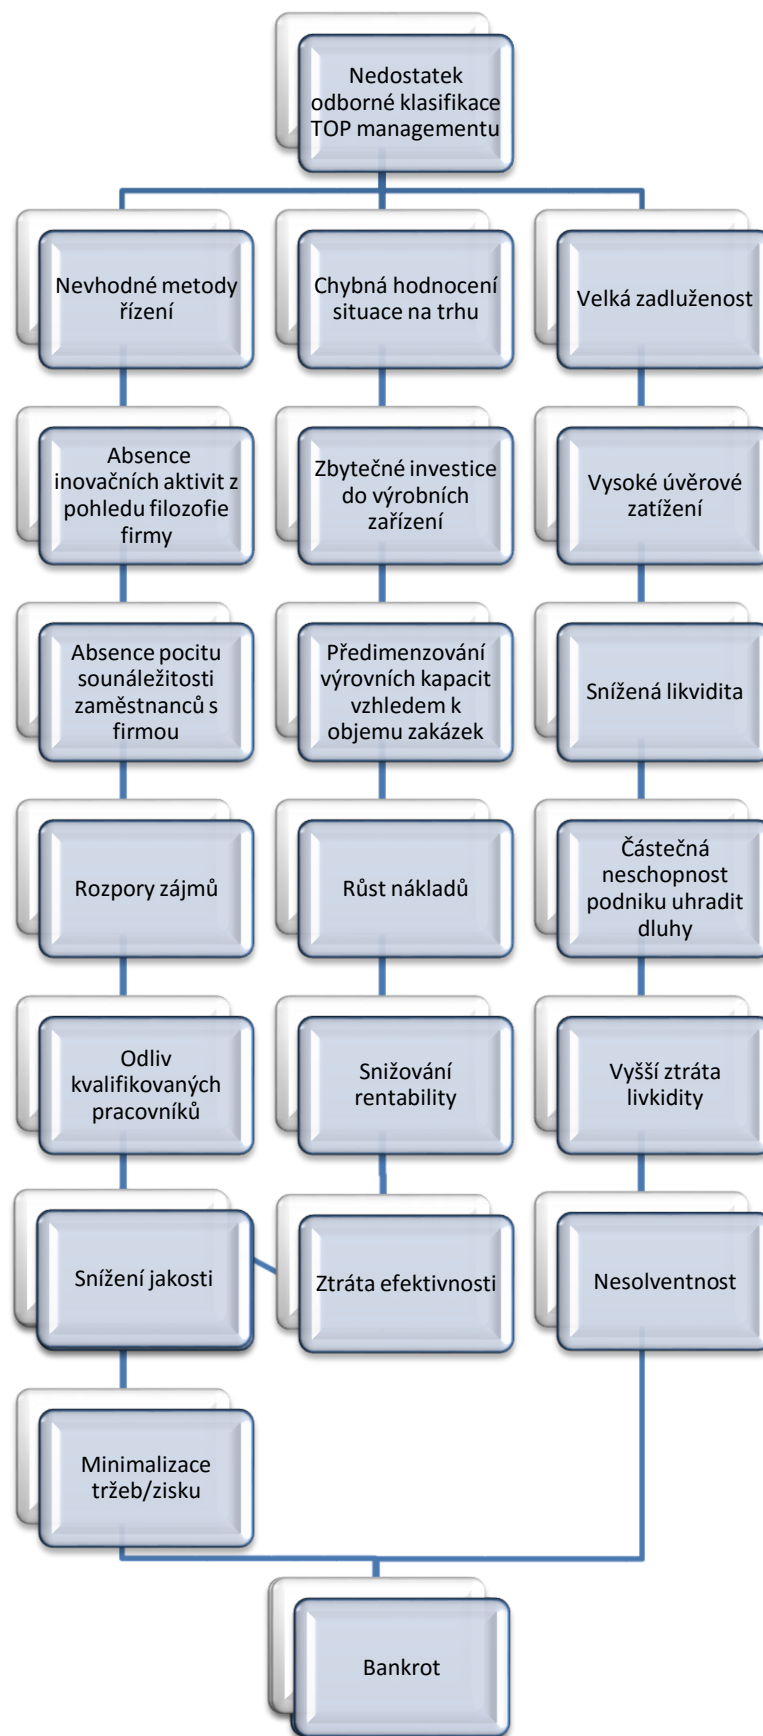 Nedostatek
odborné klasifikace
TOP managementu
Nevhodné metody
řízení
Chybná hodnocení
situace na trhu
Velká zadluženost
Absence
inovačních aktivit z
pohledu filozofie
firmy
Zbytečné investice
do výrobních
zařízení
Vysoké úvěrové
zatížení
Absence pocitu
sounáležitosti
zaměstnanců s
firmou
Předimenzování
výrovních kapacit
vzhledem k
objemu zakázek
Snížená likvidita
Rozpory zájmů
Růst nákladů
Částečná
neschopnost
podniku uhradit
dluhy
Odliv
kvalifikovaných
pracovníků
Snižování
rentability
Vyšší ztráta
livkidity
Snížení jakosti
Ztráta efektivnosti
Nesolventnost
Minimalizace
tržeb/zisku
Bankrot